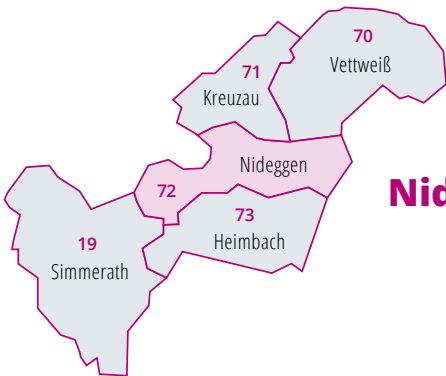 70
Vettweiß
71
Kreuzau
Nideggen
72
Nid
73
Heimbach
19
Simmerath